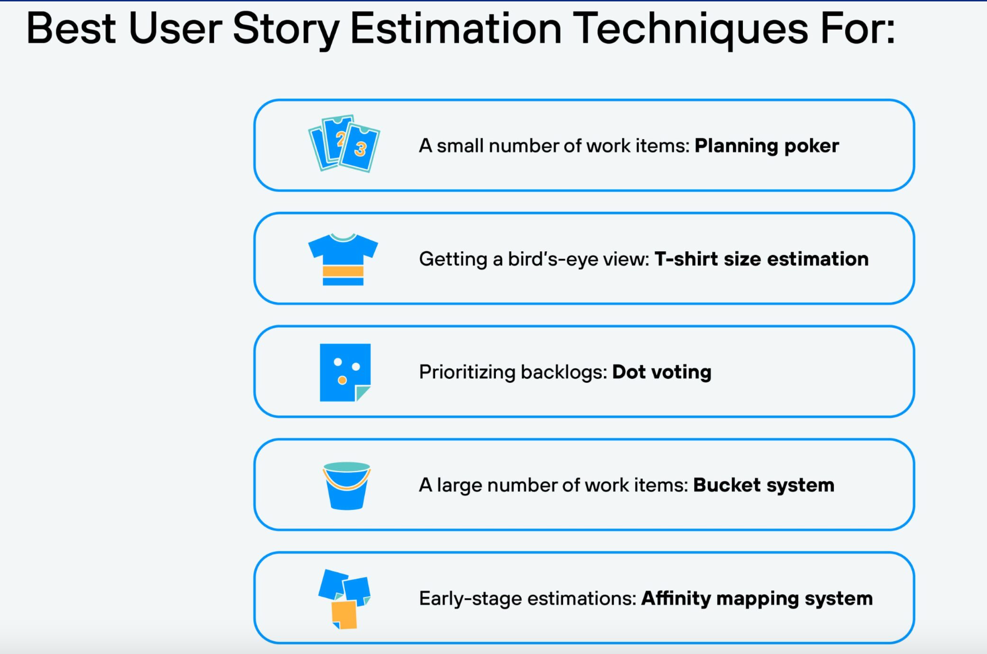 Best User Story Estimation Techniques For:
2
3
A small number of work items: Planning poker
Getting a bird's-eye view: T-shirt size estimation
Prioritizing backlogs: Dot voting
A large number of work items: Bucket system
Early-stage estimations: Affinity mapping system